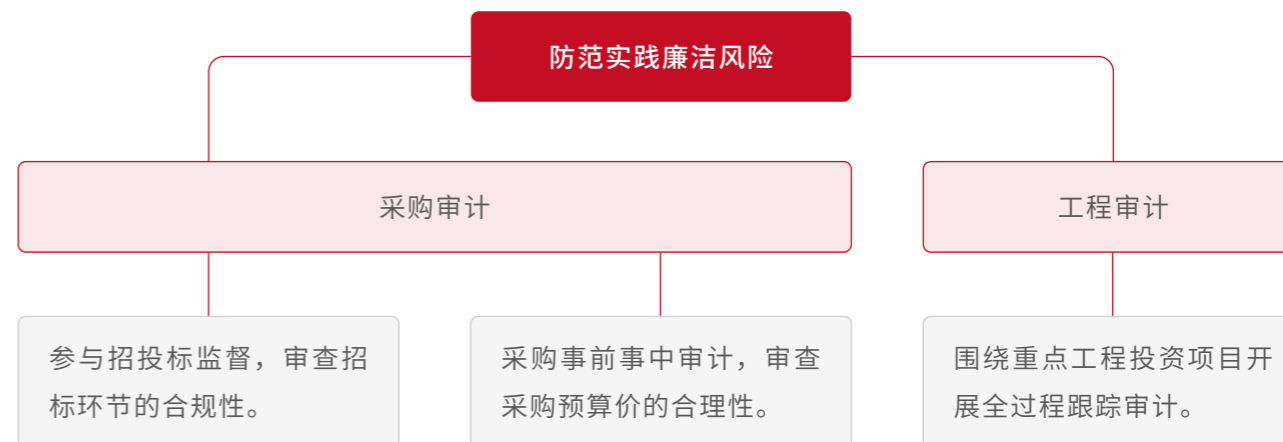 防范实践廉洁风险
采购审计
工程审计
参与招投标监督，审查招
标环节的合规性。
采购事前事中审计，审查
采购预算价的合理性。
围绕重点工程投资项目开
展全过程跟踪审计。